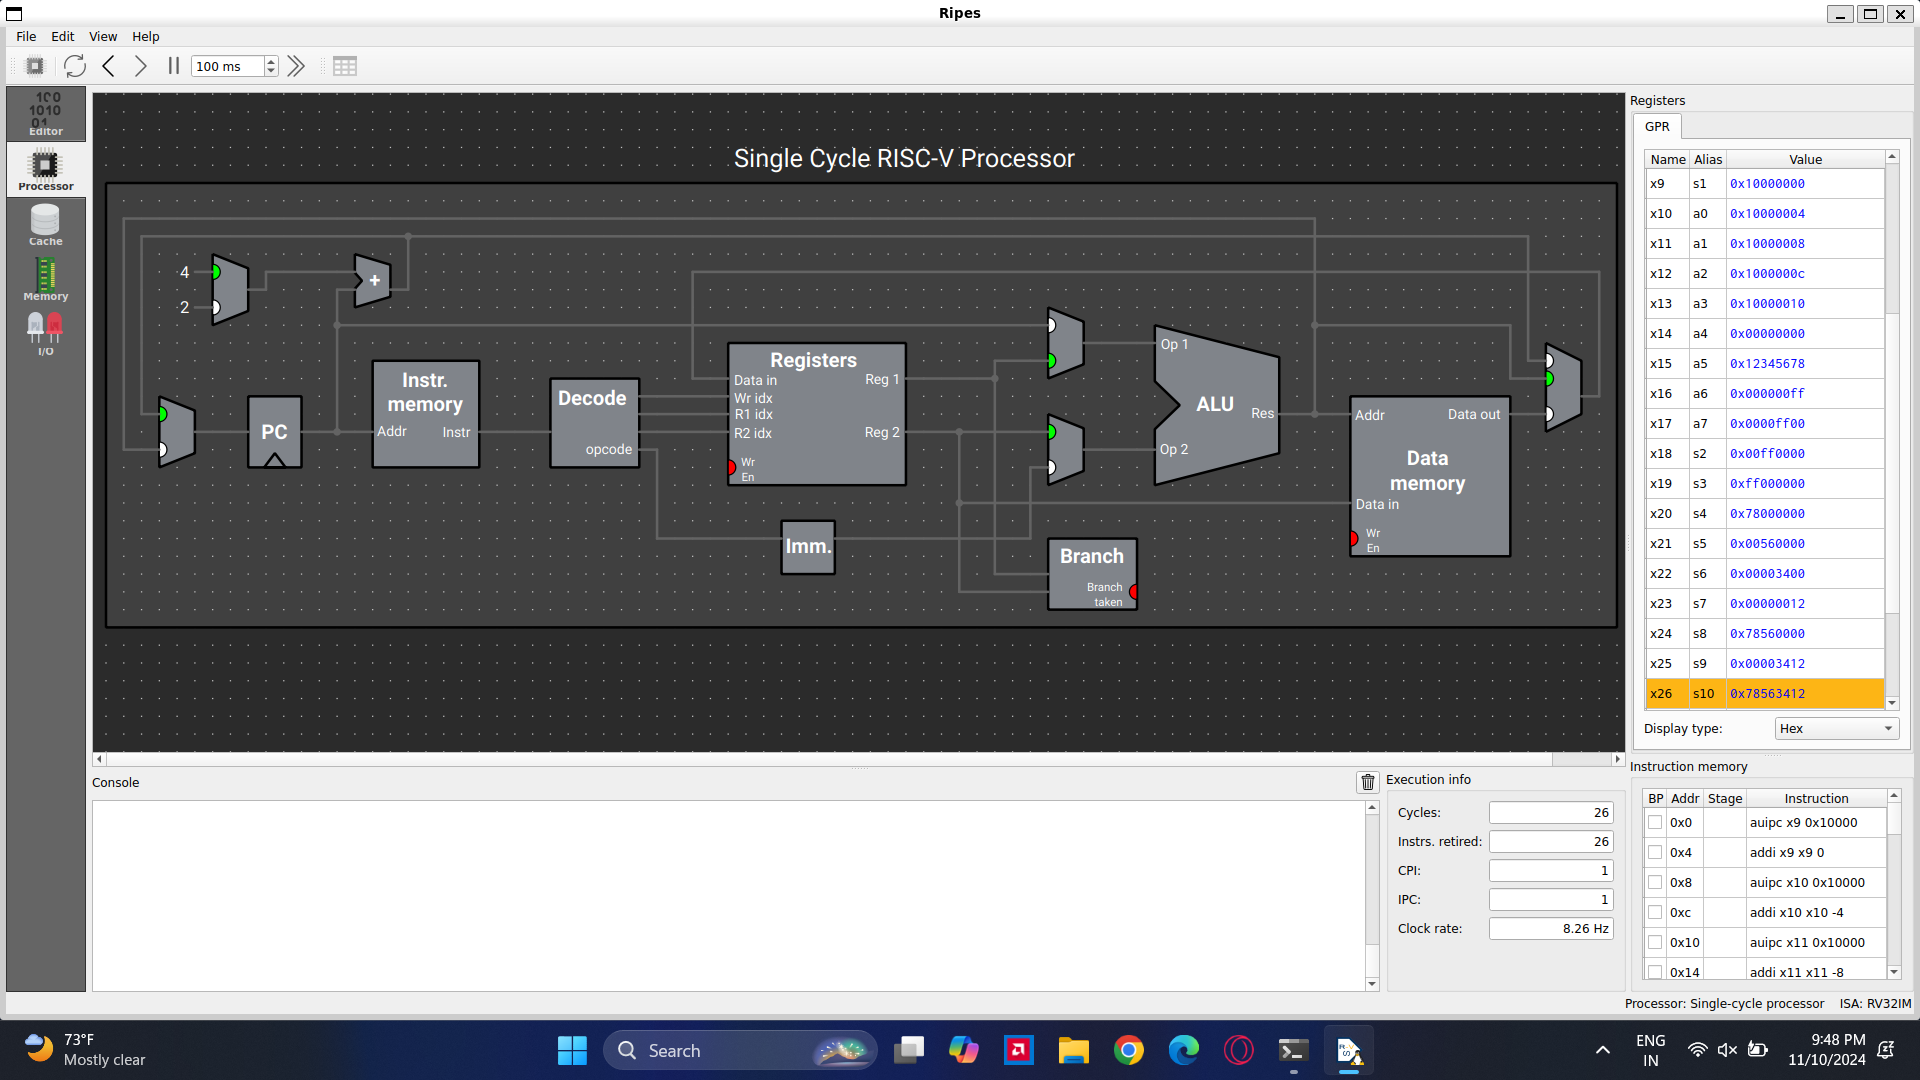 Ripes
File Edit View Help
100 ms
100
1010
01
Editor
Processor
Cache
Memory
I/O
Single Cycle RISC-V Processor
4
2
+
PC
Instr.
memory
Addr
Instr
Decode
opcode
Registers
Data in
Wr idx
R1 idx
R2 idx
Wr
En
Reg 1
Reg 2
Imm.
Op 1
ALU
Res
Op 2
Branch
Branch
taken
Addr
Data out
Data
memory
Data in
Wr
En
Registers
GPR
Name Alias Value
x9 s1 0x10000000
x10 a0 0x10000004
x11 a1 0x10000008
x12 a2 0x1000000c
x13 a3 0x10000010
x14 a4 0x00000000
x15 a5 0x12345678
x16 a6 0x000000ff
x17 a7 0x0000ff00
x18 s2 0x00ff0000
x19 s3 0xff000000
x20 s4 0x78000000
x21 s5 0x00560000
x22 s6 0x00003400
x23 s7 0x00000012
x24 s8 0x78560000
x25 s9 0x00003412
x26 s10 0x78563412
Display type: Hex
Console
Execution info
Cycles: 26
Instrs. retired: 26
CPI: 1
IPC: 1
Clock rate: 8.26 Hz
Instruction memory
BP Addr Stage Instruction
0x0 auipc x9 0x10000
0x4 addi x9 x9 0
0x8 auipc x10 0x10000
0xc addi x10 x10 -4
0x10 auipc x11 0x10000
0x14 addi x11 x11 -8
Processor: Single-cycle processor ISA: RV32IM
73°F
Mostly clear
Search
ENG
IN
9:48 PM
11/10/2024